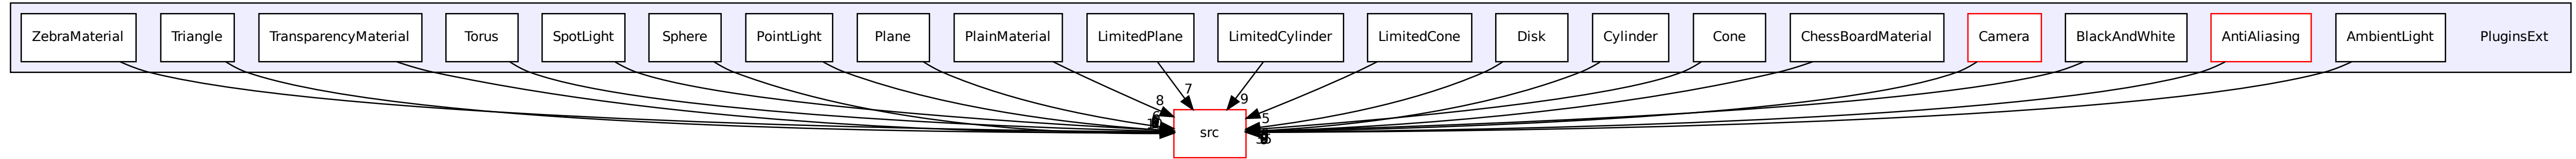 ZebraMaterial
Triangle
TransparencyMaterial
Torus
SpotLight
Sphere
PointLight
Plane
PlainMaterial
LimitedPlane
LimitedCylinder
LimitedCone
Disk
Cylinder
Cone
ChessBoardMaterial
Camera
BlackAndWhite
AntiAliasing
AmbientLight
PluginsExt
7
8
9
5
src